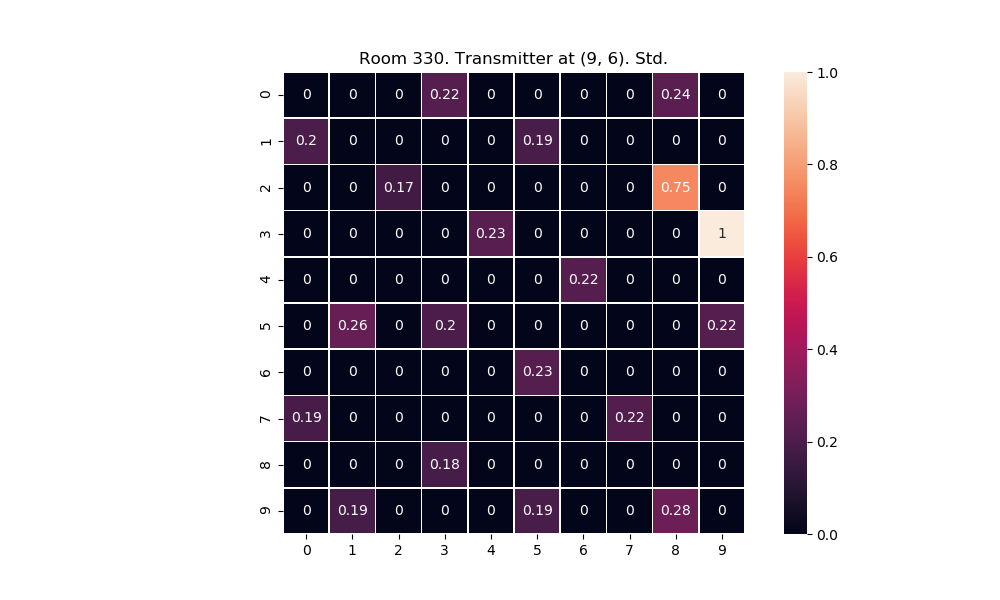 Room 330. Transmitter at (9, 6). Std.
0 0 0 0 0.22 0 0 0 0 0.24 0
1 0.2 0 0 0 0 0.19 0 0 0 0
2 0 0 0.17 0 0 0 0 0 0.75 0
3 0 0 0 0 0.23 0 0 0 0 1
4 0 0 0 0 0 0 0.22 0 0 0
5 0 0.26 0 0.2 0 0 0 0 0 0.22
6 0 0 0 0 0 0.23 0 0 0 0
7 0.19 0 0 0 0 0 0 0.22 0 0
8 0 0 0 0.18 0 0 0 0 0 0
9 0 0.19 0 0 0 0.19 0 0 0.28 0
0 1 2 3 4 5 6 7 8 9
1.0
0.8
0.6
0.4
0.2
0.0